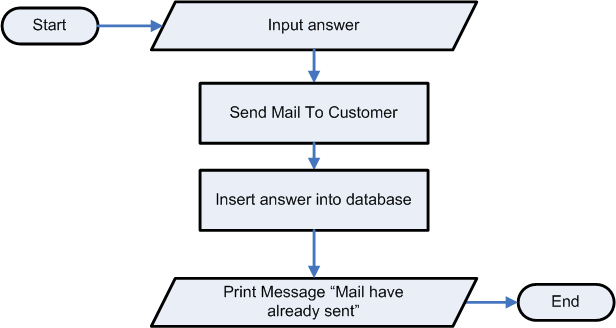 Start
Input answer
Send Mail To Customer
Insert answer into database
Print Message “Mail have
already sent”
End